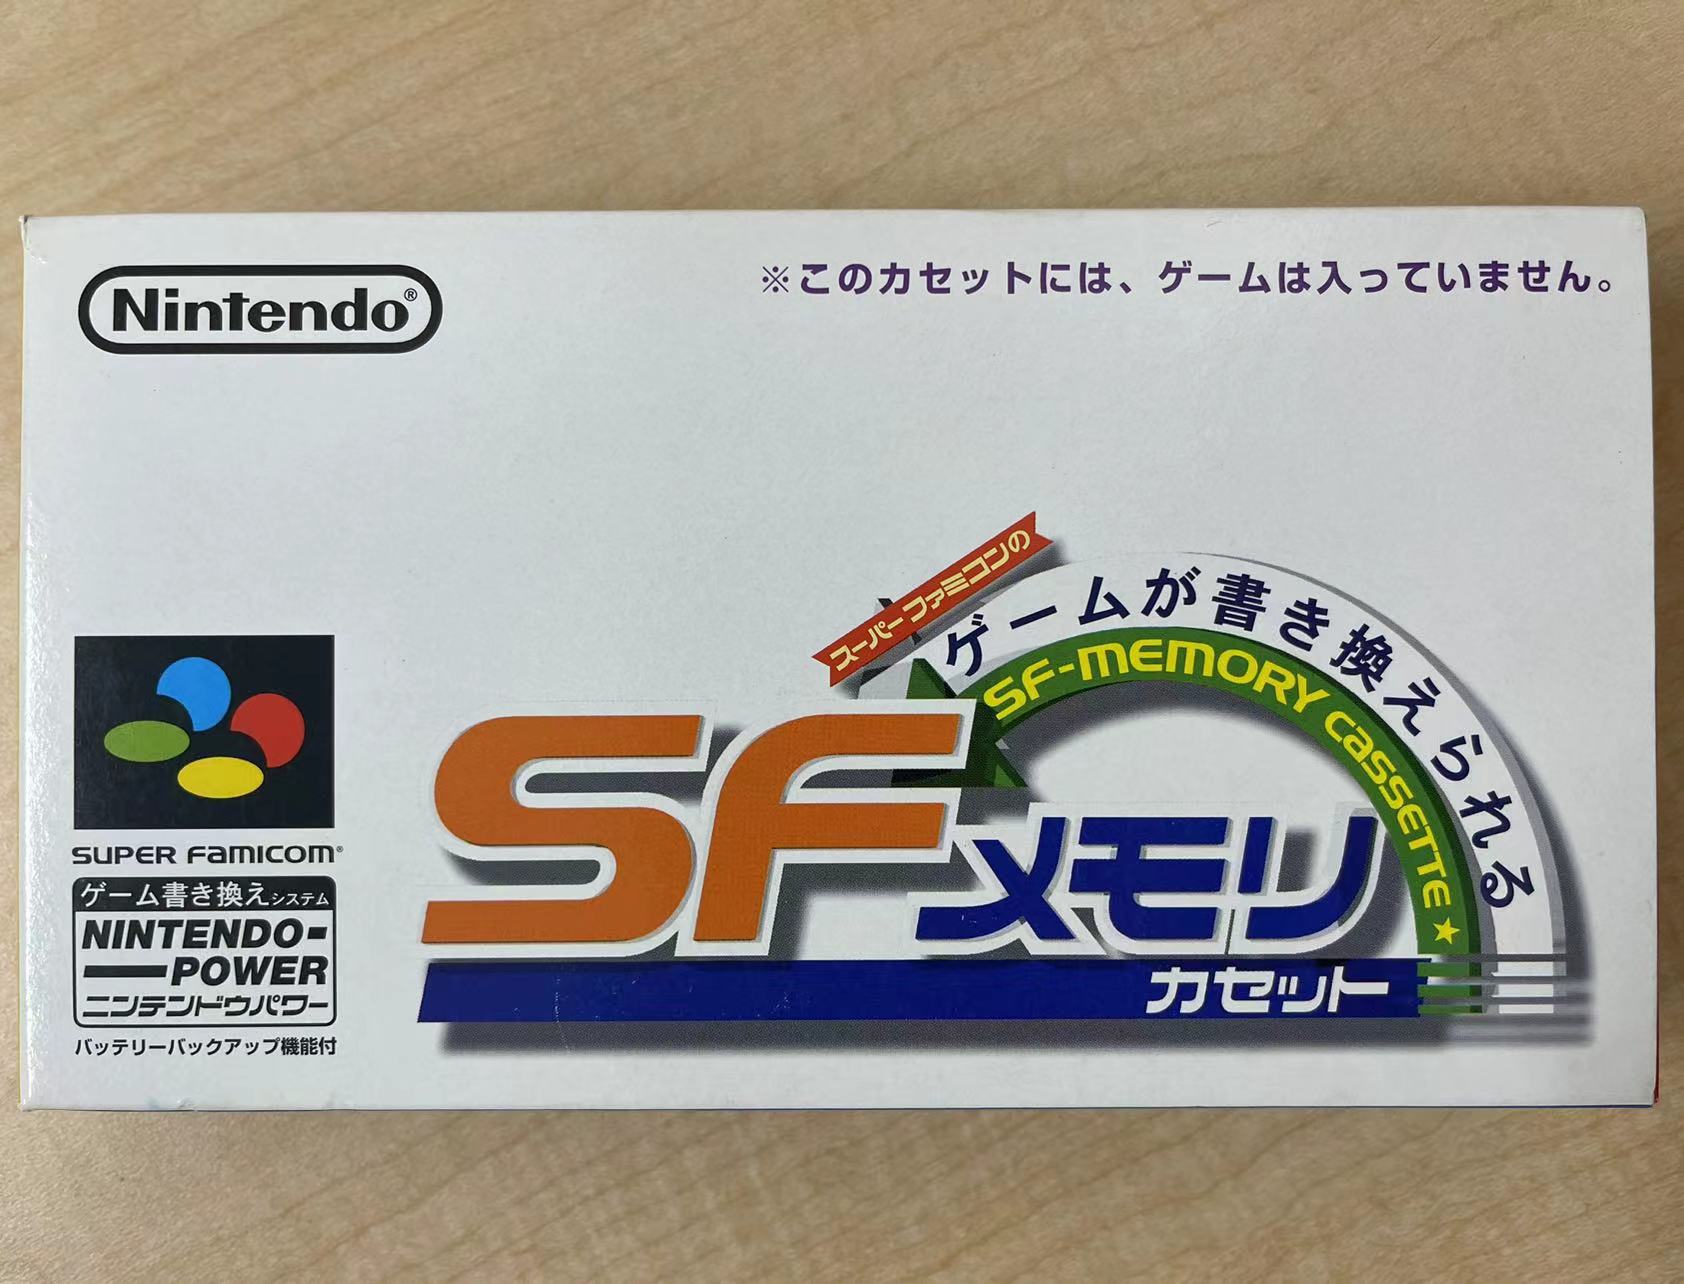 Nintendo®
※このカセットには、ゲームは入っていません。
スーパーファミコンの
ゲームが書き換えられる
SF-MEMORY CASSETTE★
SFメモリ
カセット
SUPER FAMICOM®
ゲーム書き換えシステム
NINTENDO-
POWER
ニンテンドウパワー
バッテリーバックアップ機能付